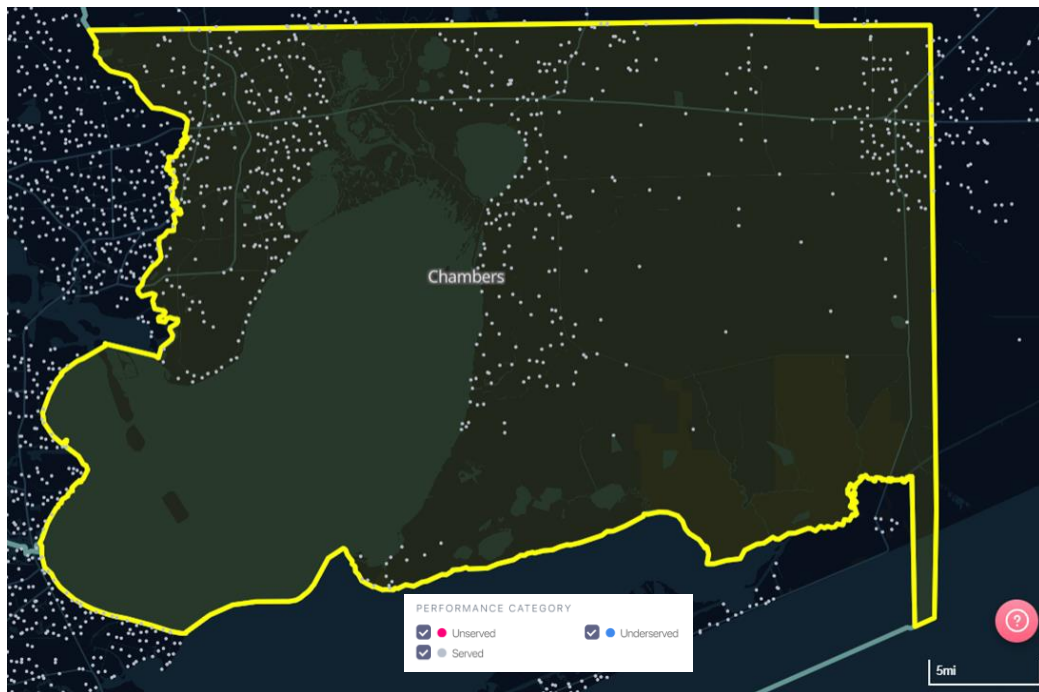 Chambers
PERFORMANCE CATEGORY
Unserved
Underserved
Served
?
5mi